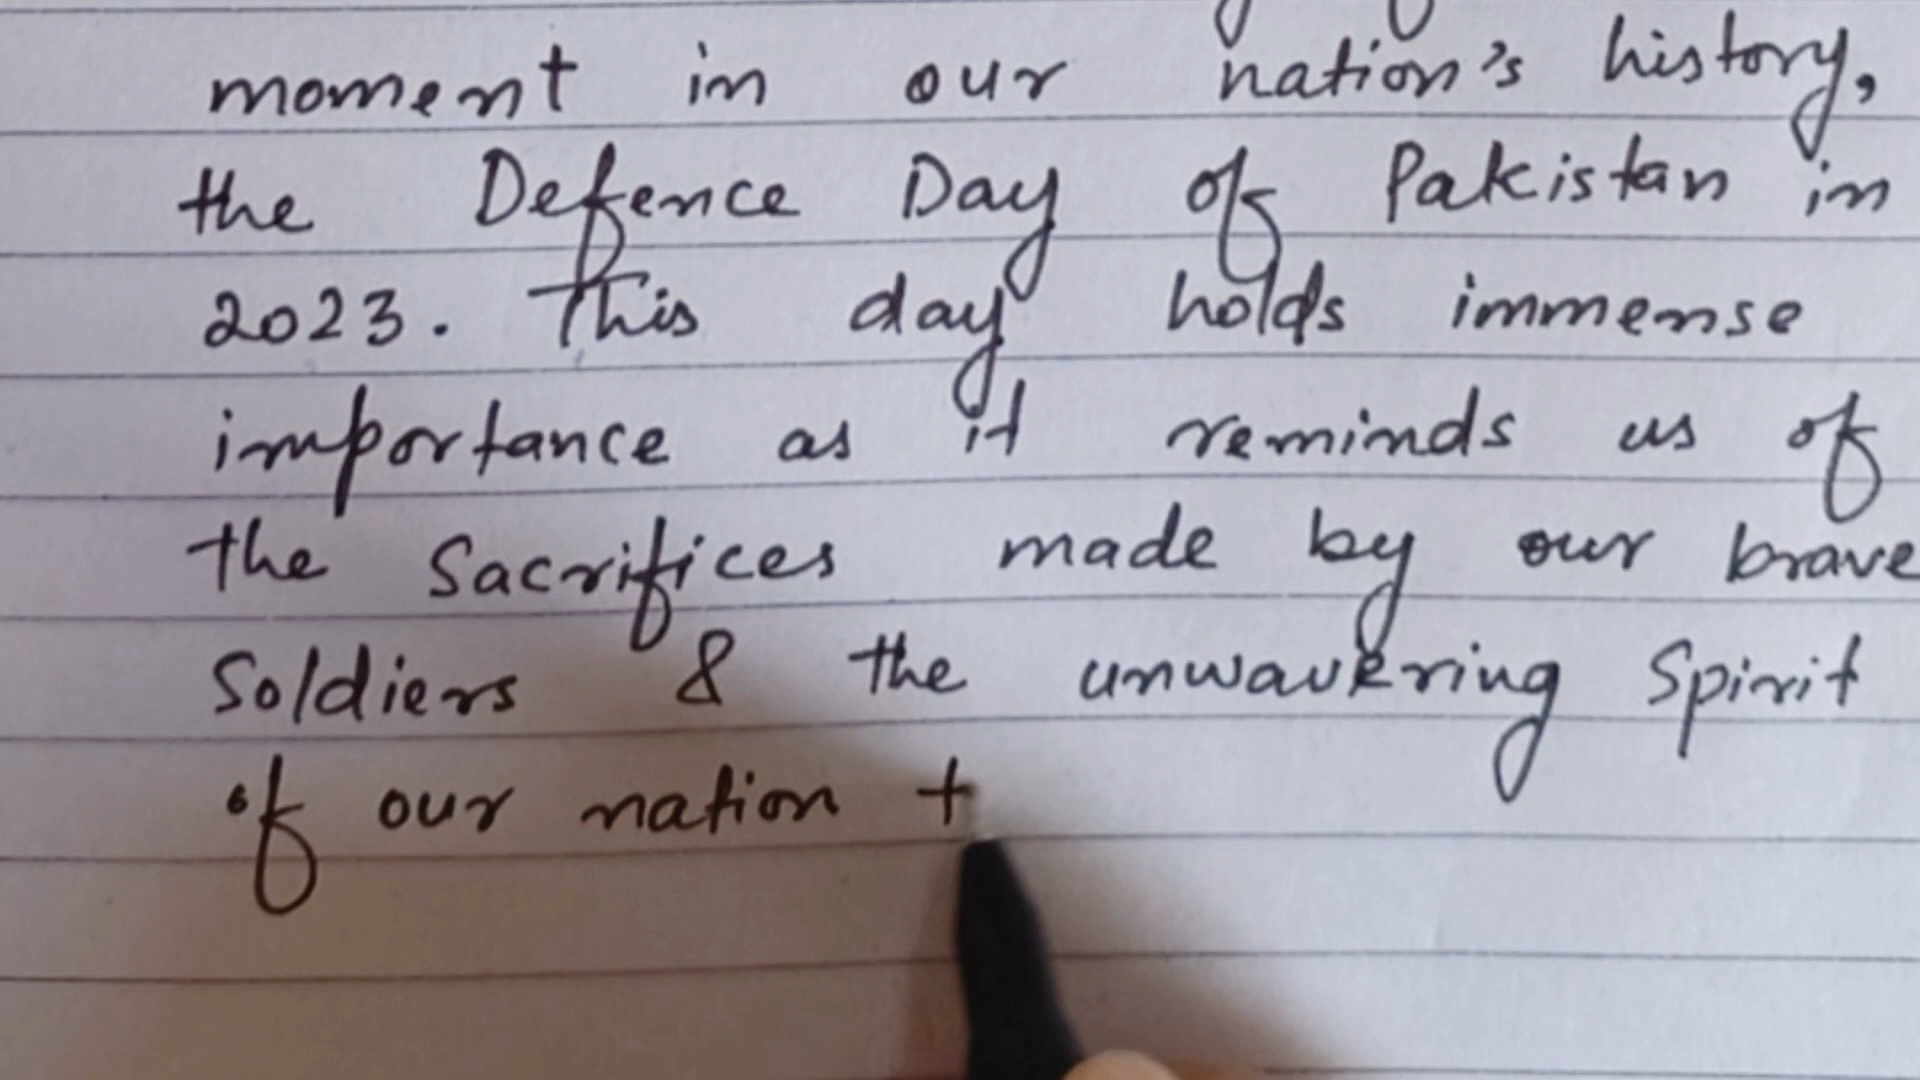 moment in our nation's history,
the Defence Day of Pakistan in
2023. This day holds immense
importance as it reminds us of
the Sacrifices made by our brave
Soldiers & the unwavering Spirit
of our nation t